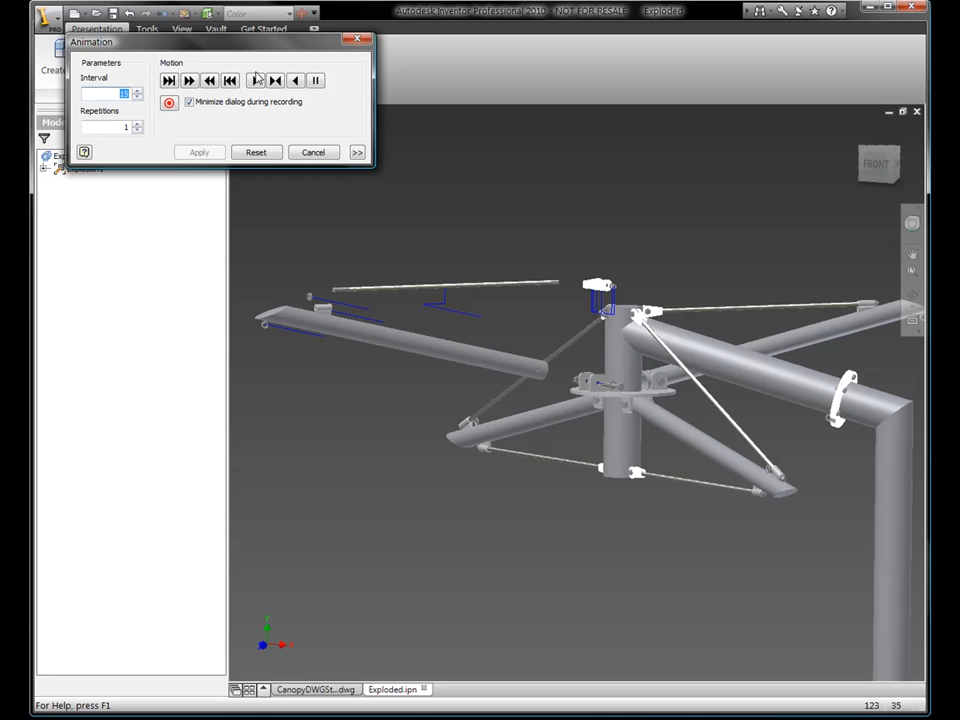 Color
Autodesk Inventor Professional 2010 - NOT FOR RESALE Exploded
Presentation Tools View Vault Get Started
Animation
Parameters
Motion
Interval
15
Minimize dialog during recording
Repetitions
1
Apply
Reset
Cancel
>>
FRONT
Y
CanopyDWGSt...dwg
Exploded.ipn
For Help, press F1
123 35